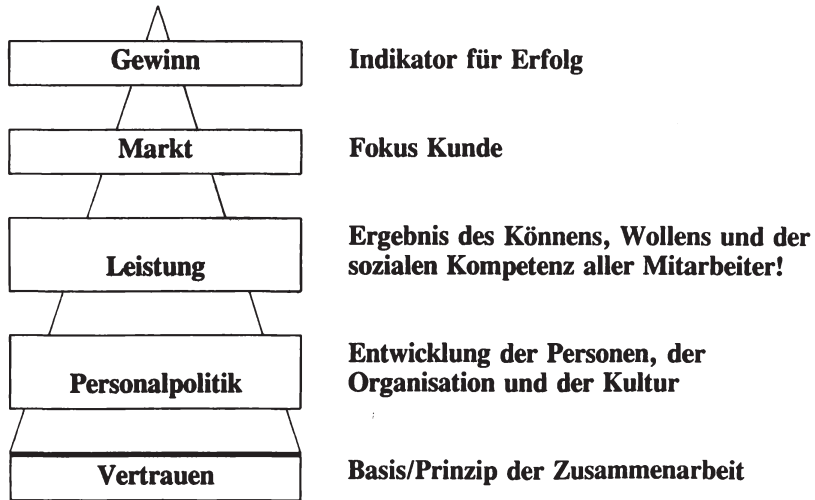 Gewinn
Indikator für Erfolg
Markt
Fokus Kunde
Leistung
Ergebnis des Könnens, Wollens und der
sozialen Kompetenz aller Mitarbeiter!
Personalpolitik
Entwicklung der Personen, der
Organisation und der Kultur
Vertrauen
Basis/Prinzip der Zusammenarbeit